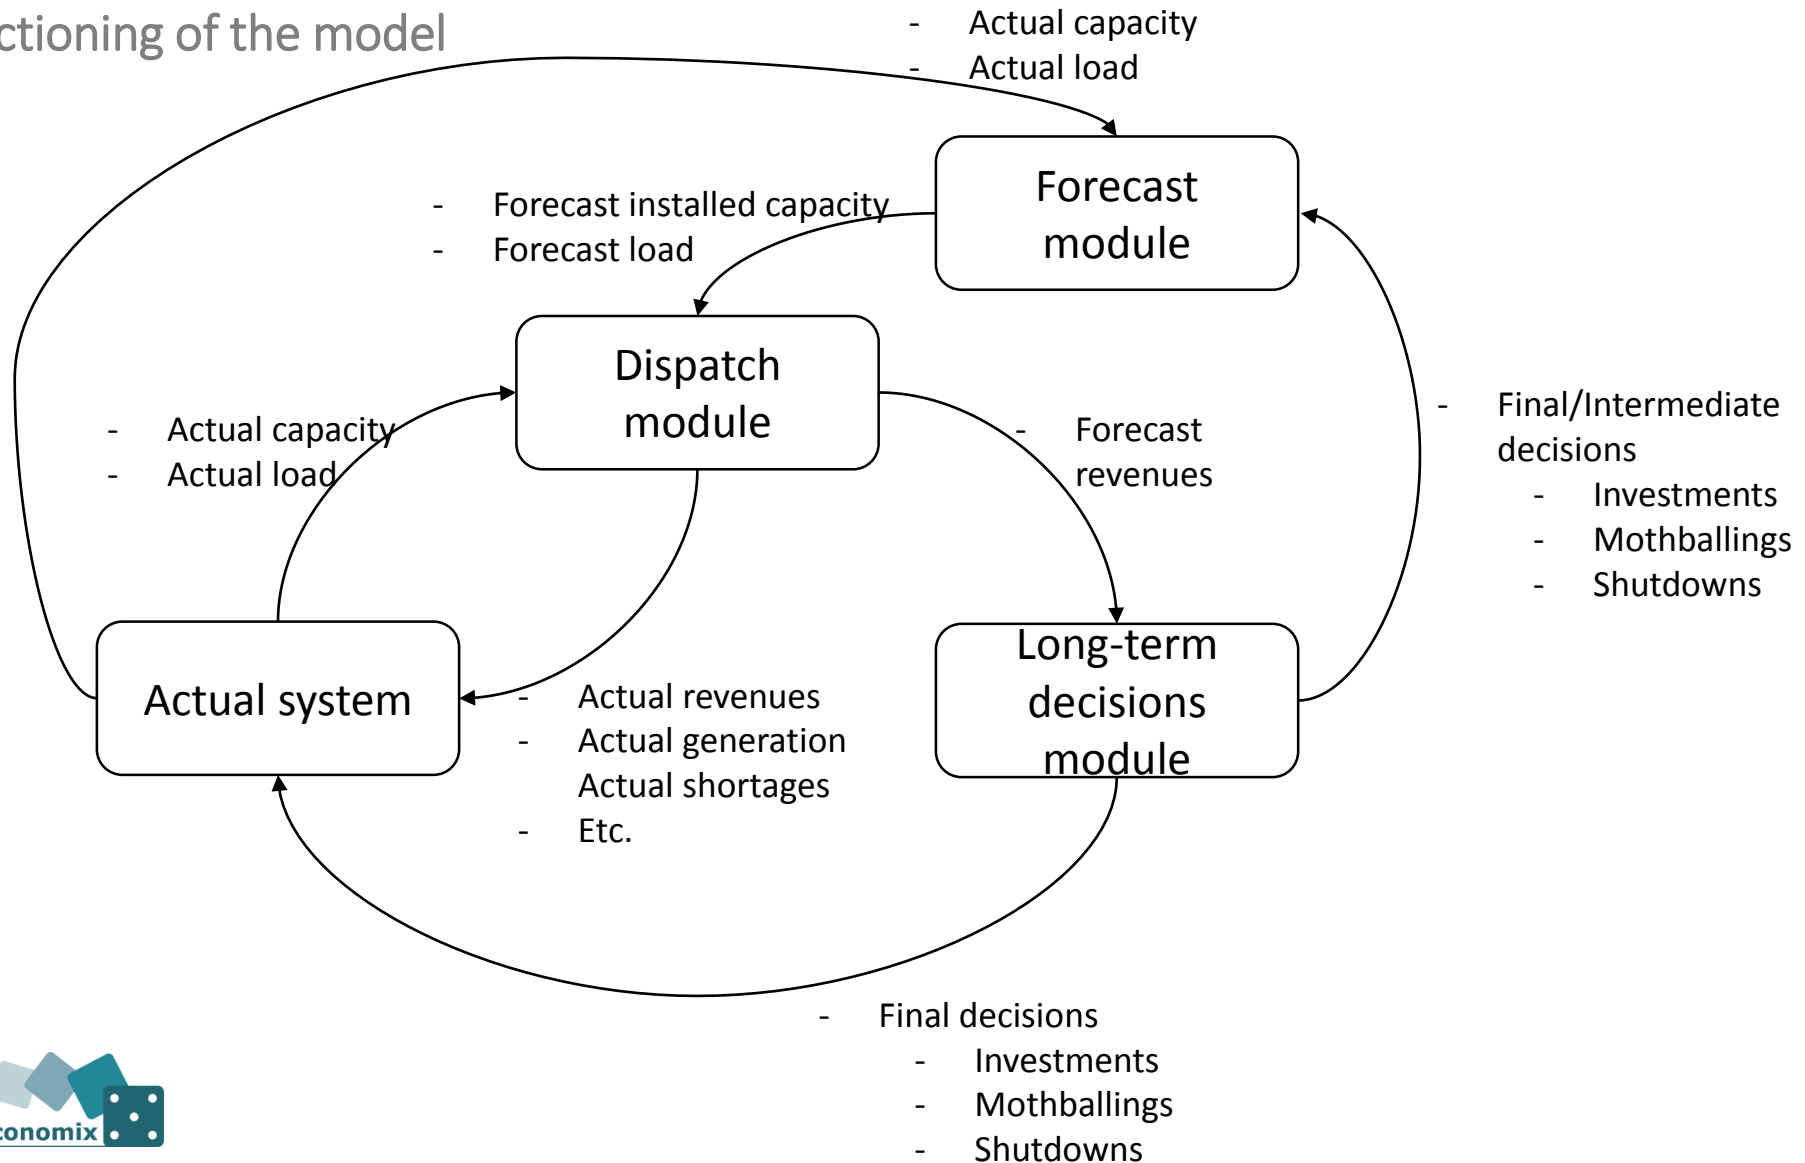 ctioning of the model
- Actual capacity
- Actual load
Forecast
module
- Forecast installed capacity
- Forecast load
Dispatch
module
- Actual capacity
- Actual load
- Forecast
revenues
- Final/Intermediate
decisions
- Investments
- Mothballings
- Shutdowns
Actual system
- Actual revenues
- Actual generation
Actual shortages
- Etc.
Long-term
decisions
module
- Final decisions
- Investments
- Mothballings
- Shutdowns
conomix